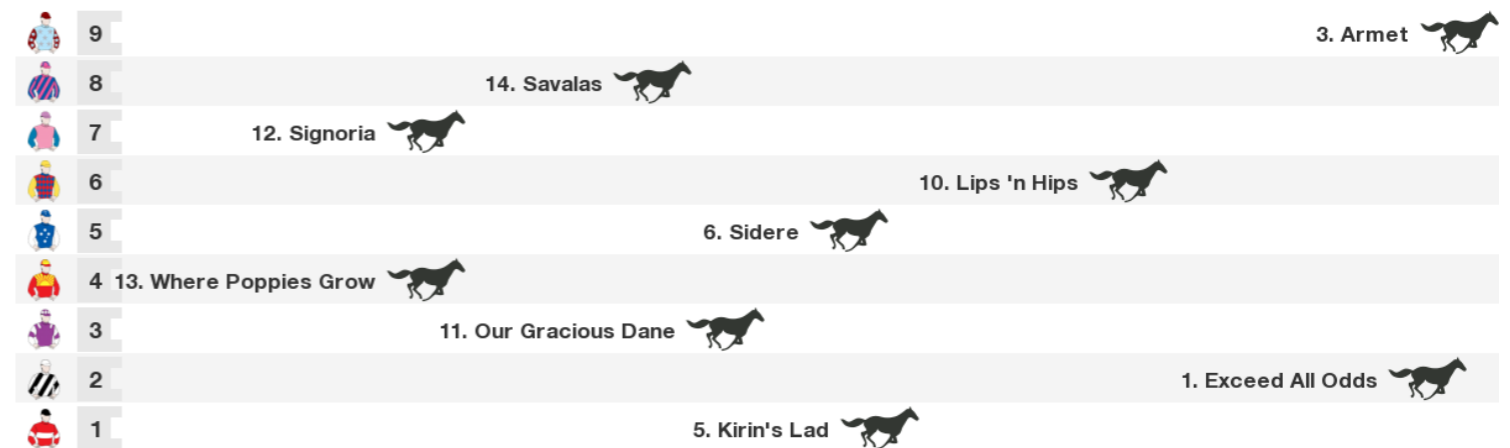 9 3. Armet
8 14. Savalas
7 12. Signoria
6 10. Lips 'n Hips
5 6. Sidere
4 13. Where Poppies Grow
3 11. Our Gracious Dane
2 1. Exceed All Odds
1 5. Kirin's Lad